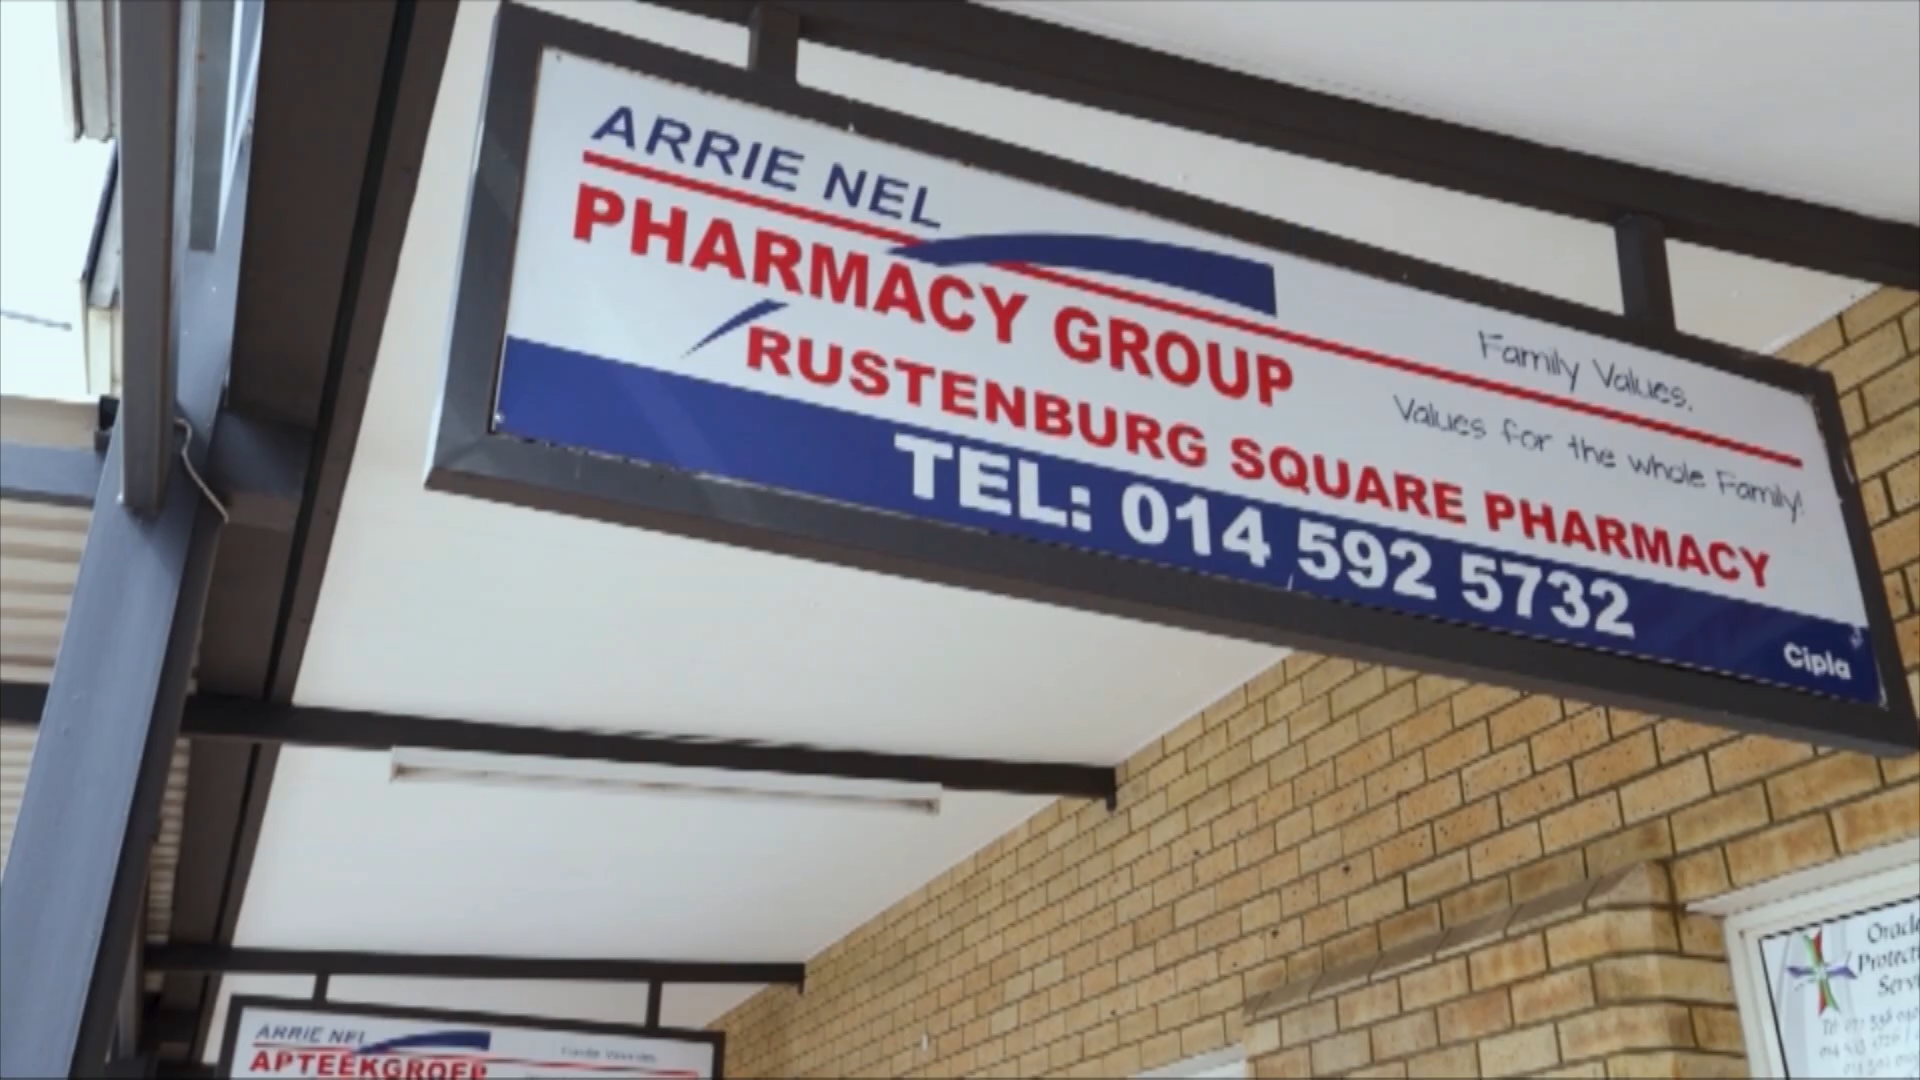 ARRIE NEL
PHARMACY GROUP
RUSTENBURG SQUARE PHARMACY
Family Values.
Values for the whole Family!
TEL: 014 592 5732
Cipla
ARRIE NEL
APTEEKGROEP
Oracle